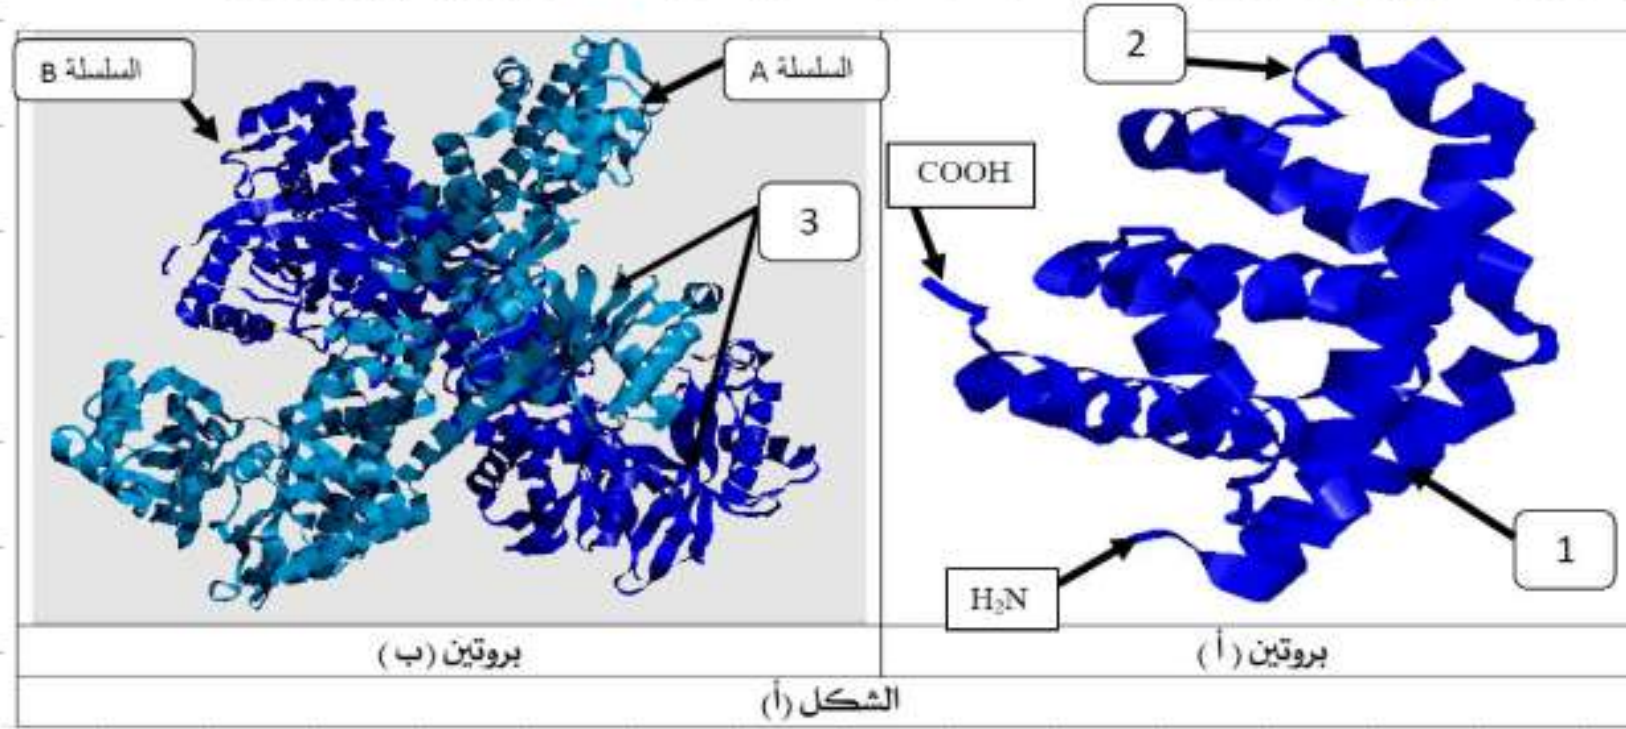 2
السلسلة A
السلسلة B
COOH
3
1
H₂N
بروتين (أ)
بروتين (ب)
الشكل (أ)